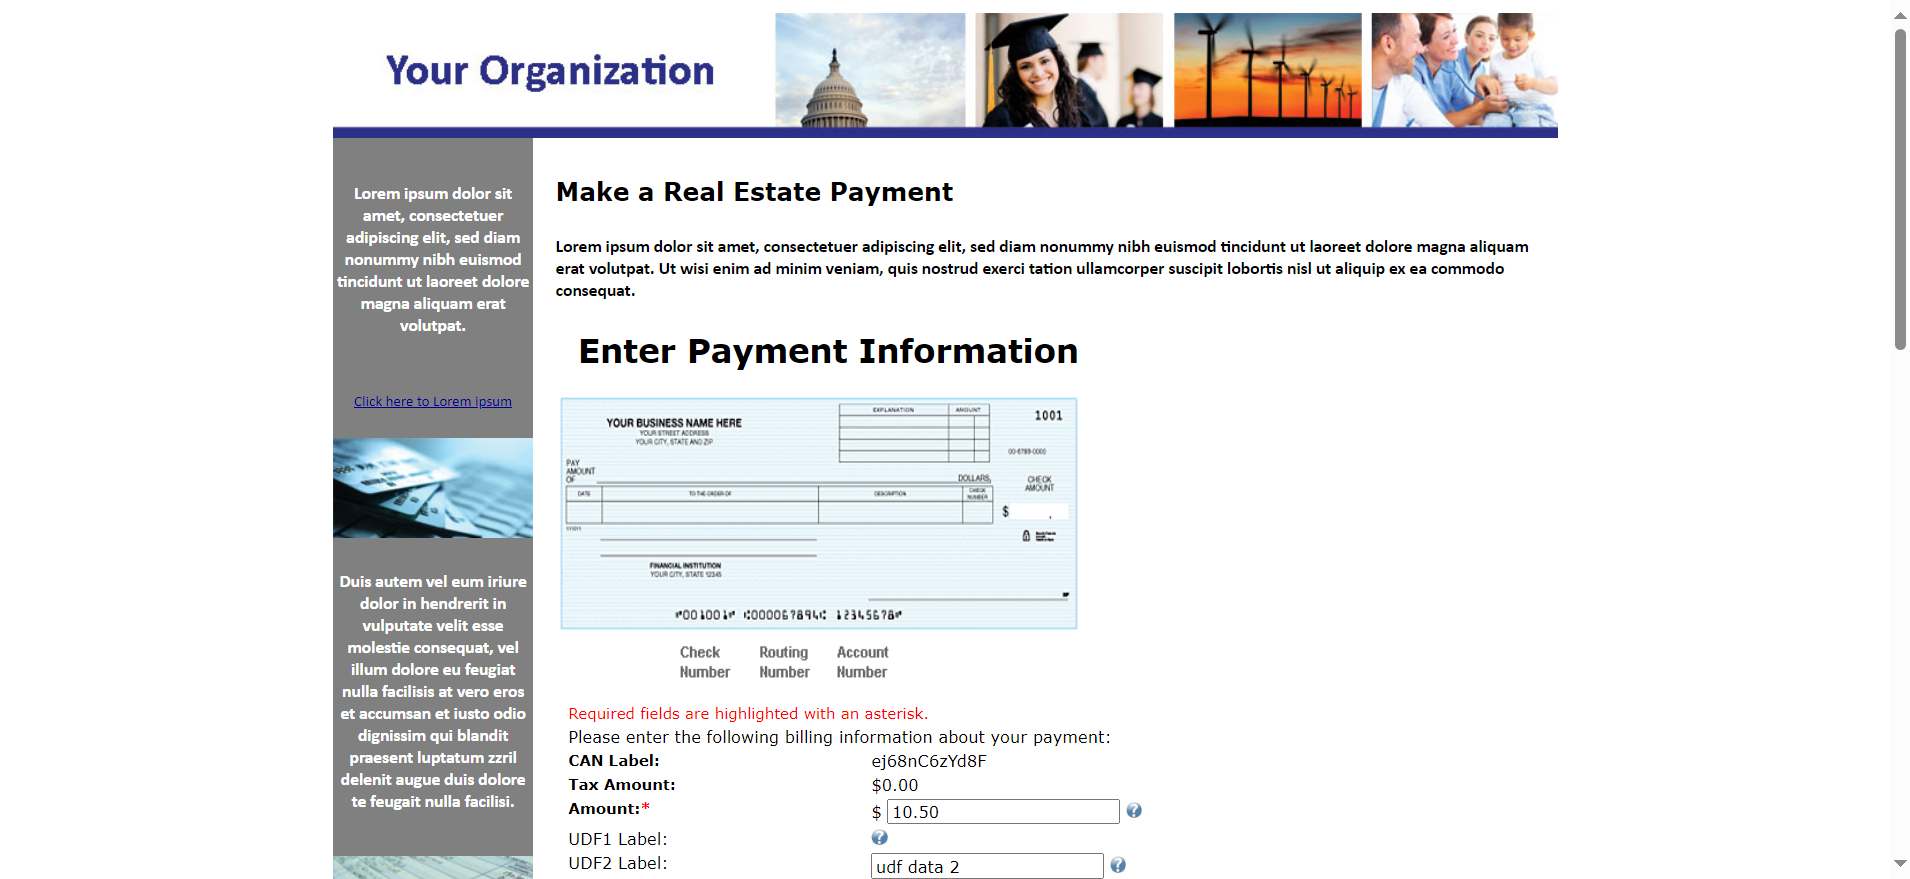 Your Organization
Lorem ipsum dolor sit
amet, consectetuer
adipiscing elit, sed diam
nonummy nibh euismod
tincidunt ut laoreet dolore
magna aliquam erat
volutpat.
Click here to Lorem ipsum
Duis autem vel eum iriure
dolor in hendrerit in
vulputate velit esse
molestie consequat, vel
illum dolore eu feugiat
nulla facilisis at vero eros
et accumsan et iusto odio
dignissim qui blandit
praesent luptatum zzril
delenit augue duis dolore
te feugait nulla facilisi.
Make a Real Estate Payment
Lorem ipsum dolor sit amet, consectetuer adipiscing elit, sed diam nonummy nibh euismod tincidunt ut laoreet dolore magna aliquam
erat volutpat. Ut wisi enim ad minim veniam, quis nostrud exerci tation ullamcorper suscipit lobortis nisl ut aliquip ex ea commodo
consequat.
Enter Payment Information
YOUR BUSINESS NAME HERE
YOUR STREET ADDRESS
YOUR CITY, STATE AND ZIP
EXPLANATION AMOUNT
1001
00-6789-0000
PAY
AMOUNT
OF
DOLLARS
CHECK
AMOUNT
DATE TO THE ORDER OF DESCRIPTION CHECK
NUMBER
$
FINANCIAL INSTITUTION
YOUR CITY, STATE 12345
⑈001001⑈ ⑆000067894⑆ 12345678⑈
Check Routing Account
Number Number Number
Required fields are highlighted with an asterisk.
Please enter the following billing information about your payment:
CAN Label: ej68nC6zYd8F
Tax Amount: $0.00
Amount:* $ 10.50 ?
UDF1 Label: ?
UDF2 Label: udf data 2 ?